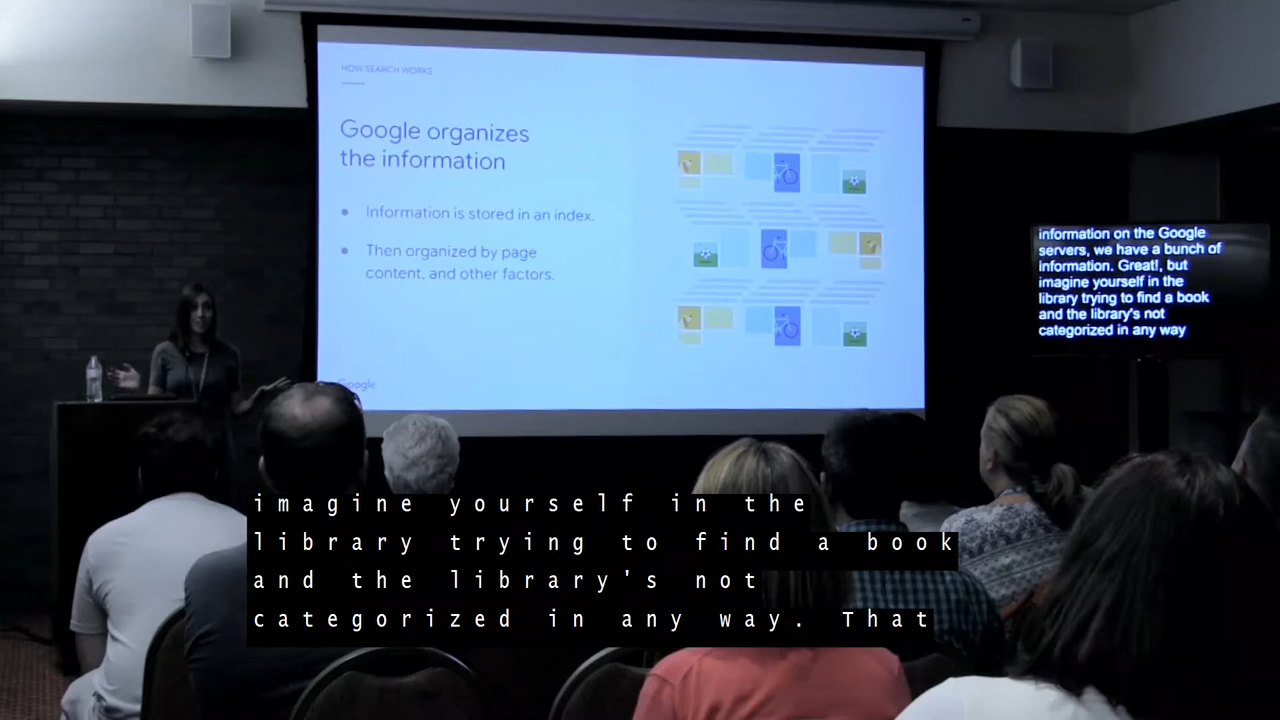 HOW SEARCH WORKS
Google organizes
the information
• Information is stored in an index.
• Then organized by page
content, and other factors.
Google
information on the Google
servers, we have a bunch of
information. Great!, but
imagine yourself in the
library trying to find a book
and the library's not
categorized in any way
imagine yourself in the
library trying to find a book
and the library's not
categorized in any way. That